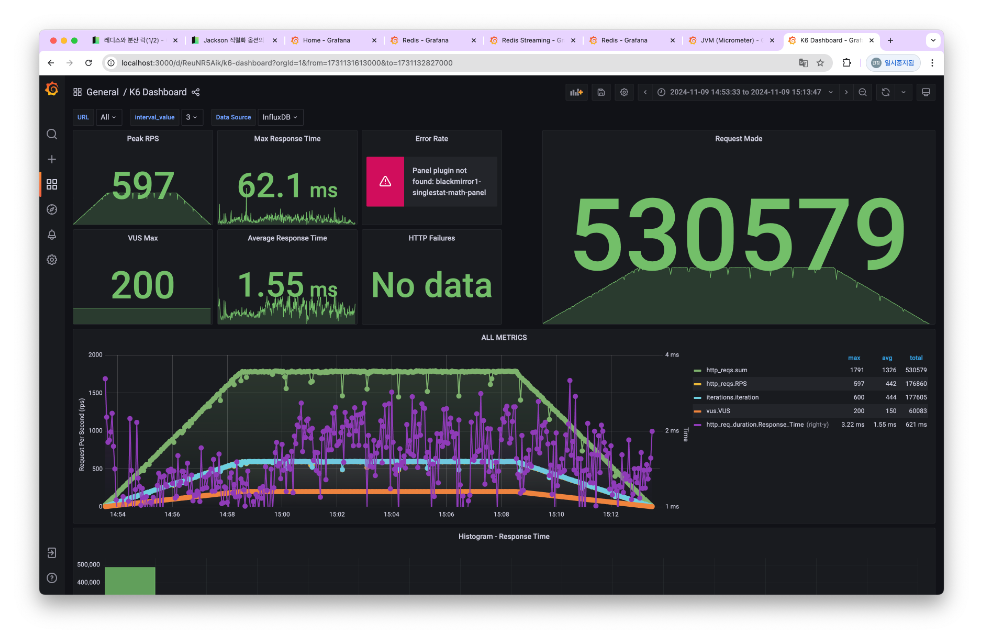 레디스와 분산 락(1/2) -
Jackson 직렬화 옵션의
Home - Grafana
Redis - Grafana
Redis Streaming - Gr
Redis - Grafana
JVM (Micrometer) -
K6 Dashboard - Graf
localhost:3000/d/ReuNR5Aik/k6-dashboard?orgId=1&from=1731131613000&to=1731132827000
일시중지됨
General / K6 Dashboard
2024-11-09 14:53:33 to 2024-11-09 15:13:47
URL All interval_value 3 Data Source InfluxDB
Peak RPS
597
Max Response Time
62.1 ms
Error Rate
Panel plugin not
found: blackmirror1-
singlestat-math-panel
Request Made
530579
VUS Max
200
Average Response Time
1.55 ms
HTTP Failures
No data
ALL METRICS
Request Per Second (rps)
2000
1500
1000
500
0
14:54 14:56 14:58 15:00 15:02 15:04 15:06 15:08 15:10 15:12
4 ms
2 ms
1 ms
Time
max avg total
http_reqs.sum 1791 1326 530579
http_reqs.RPS 597 442 176860
iterations.iteration 600 444 177605
vus.VUS 200 150 60083
http_req_duration.Response_Time (right-y) 3.22 ms 1.55 ms 621 ms
Histogram - Response Time
500,000
400,000